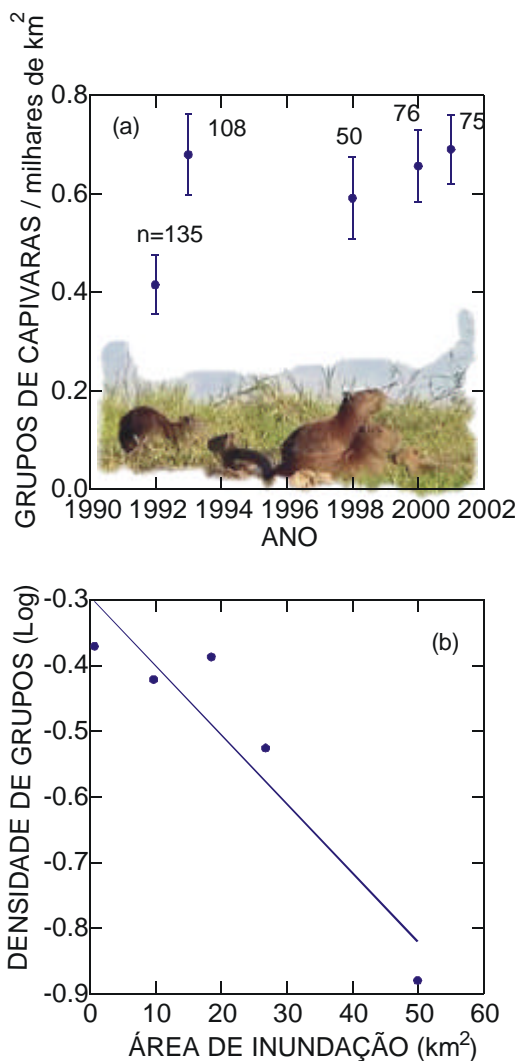 GRUPOS DE CAPIVARAS / milhares de km²
0.8
0.6
0.4
0.2
0.0
(a)
n=135
108
50
76
75
1990 1992 1994 1996 1998 2000 2002
ANO
DENSIDADE DE GRUPOS (Log)
-0.3
-0.4
-0.5
-0.6
-0.7
-0.8
-0.9
(b)
0 10 20 30 40 50 60
ÁREA DE INUNDAÇÃO (km²)